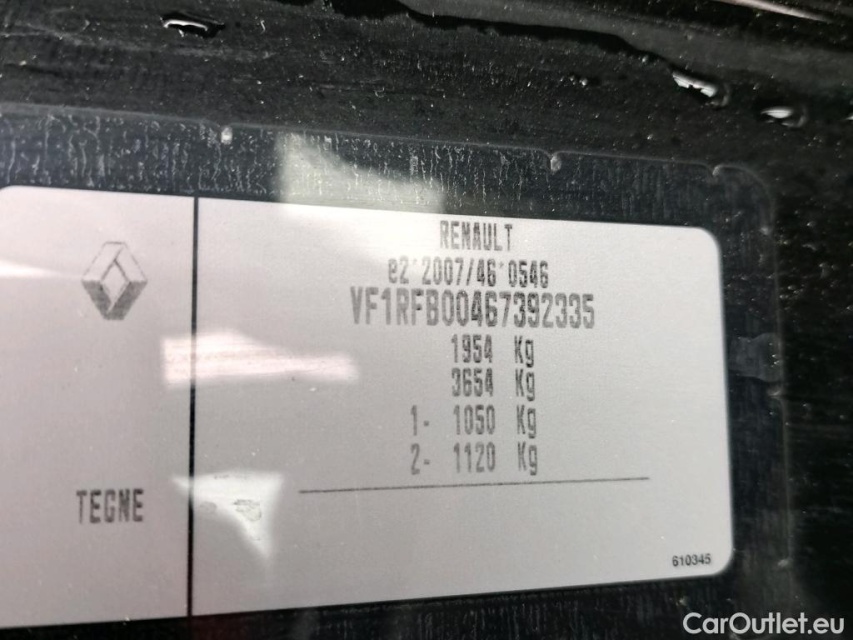 RENAULT
e2*2007/46*0546
VF1RFB00467392335
1954 Kg
3654 Kg
1- 1050 Kg
2- 1120 Kg
TEGNE
610345
CarOutlet.eu